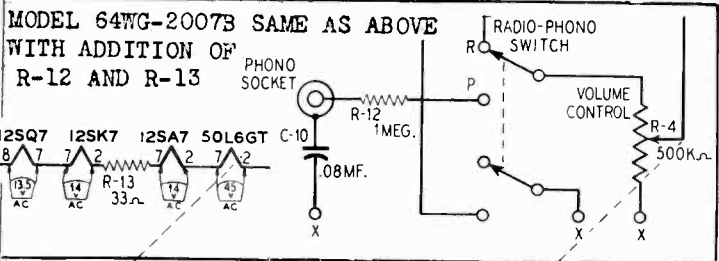 MODEL 64WG-2007B SAME AS ABOVE
WITH ADDITION OF
R-12 AND R-13
PHONO
SOCKET
RADIO-PHONO
SWITCH
R
P
R-12
1MEG.
VOLUME
CONTROL
R-4
500KΩ
C-10
.08MF.
X
X
X
12SQ7 12SK7 12SA7 50L6GT
8 7 7 2 7 2 7 2
R-13
33Ω
13.5 V AC
14 V AC
14 V AC
45 V AC